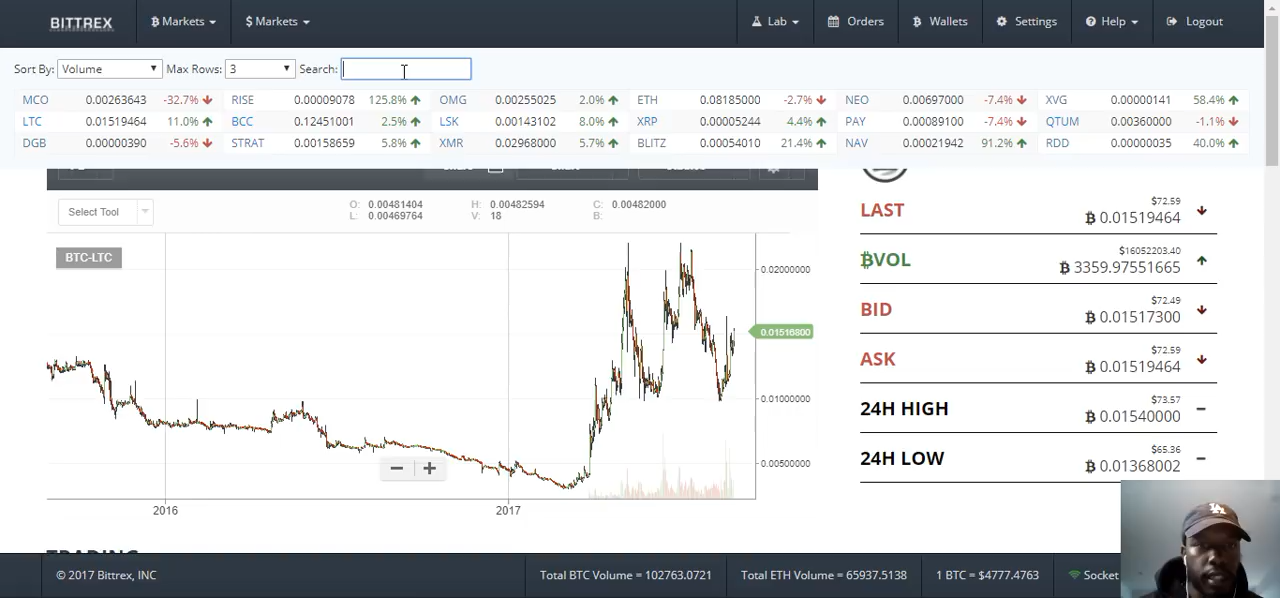 BITTREX B Markets $ Markets Lab Orders B Wallets Settings Help Logout
Sort By: Volume Max Rows: 3 Search:
MCO 0.00263643 -32.7% RISE 0.00009078 125.8% OMG 0.00255025 2.0% ETH 0.08185000 -2.7% NEO 0.00697000 -7.4% XVG 0.00000141 58.4%
LTC 0.01519464 11.0% BCC 0.12451001 2.5% LSK 0.00143102 8.0% XRP 0.00005244 4.4% PAY 0.00089100 -7.4% QTUM 0.00360000 -1.1%
DGB 0.00000390 -5.6% STRAT 0.00158659 5.8% XMR 0.02968000 5.7% BLITZ 0.00054010 21.4% NAV 0.00021942 91.2% RDD 0.00000035 40.0%
Select Tool
O: 0.00481404 H: 0.00482594 C: 0.00482000
L: 0.00469764 V: 18 B:
BTC-LTC
0.02000000
0.01516800
0.01000000
0.00500000
2016 2017
$72.59
LAST B 0.01519464
$16052203.40
BVOL B 3359.97551665
$72.49
BID B 0.01517300
$72.59
ASK B 0.01519464
$73.57
24H HIGH B 0.01540000
$65.36
24H LOW B 0.01368002
TRADING
© 2017 Bittrex, INC Total BTC Volume = 102763.0721 Total ETH Volume = 65937.5138 1 BTC = $4777.4763 Socket